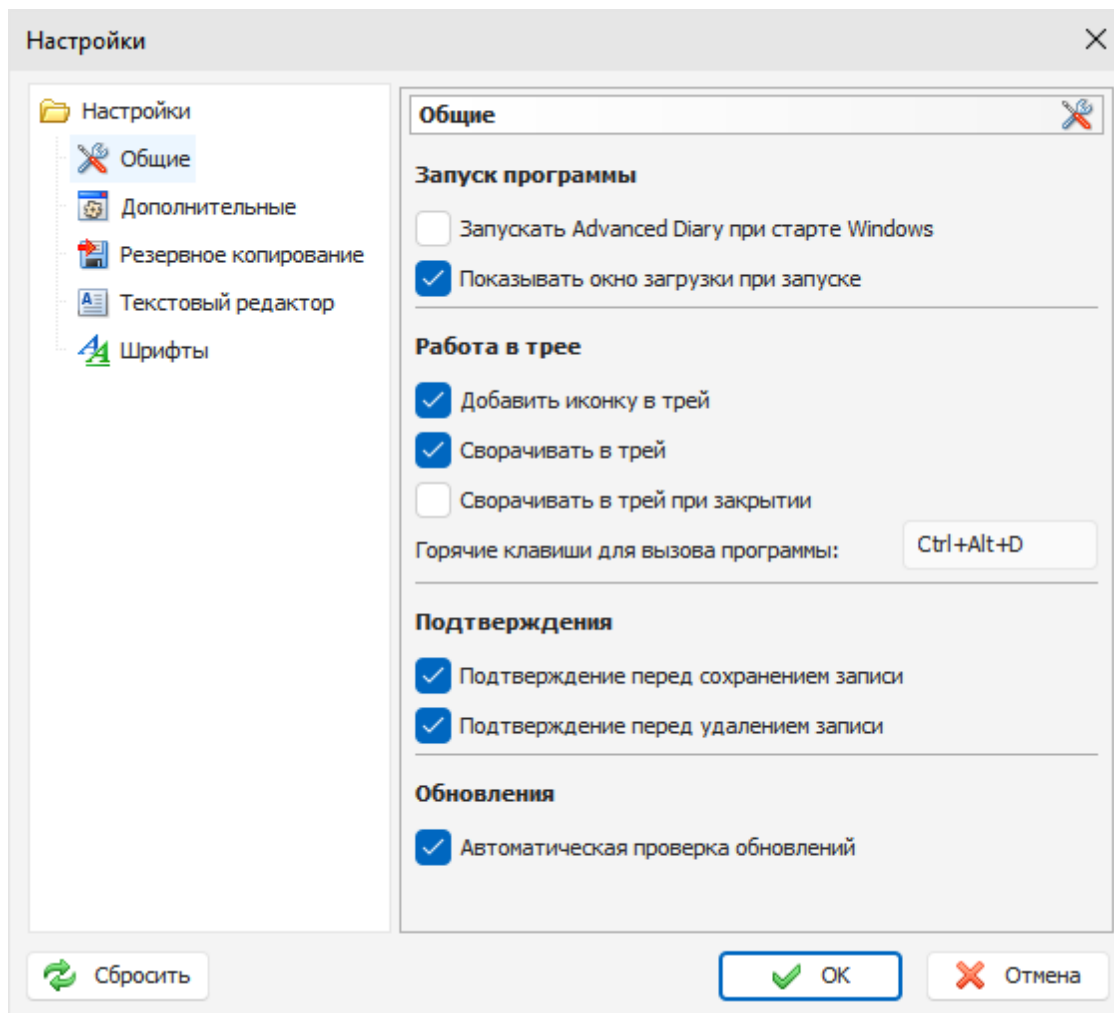 Настройки
Настройки
Общие
Дополнительные
Резервное копирование
Текстовый редактор
Шрифты
Общие
Запуск программы
Запускать Advanced Diary при старте Windows
Показывать окно загрузки при запуске
Работа в трее
Добавить иконку в трей
Сворачивать в трей
Сворачивать в трей при закрытии
Горячие клавиши для вызова программы: Ctrl+Alt+D
Подтверждения
Подтверждение перед сохранением записи
Подтверждение перед удалением записи
Обновления
Автоматическая проверка обновлений
Сбросить
OK
Отмена